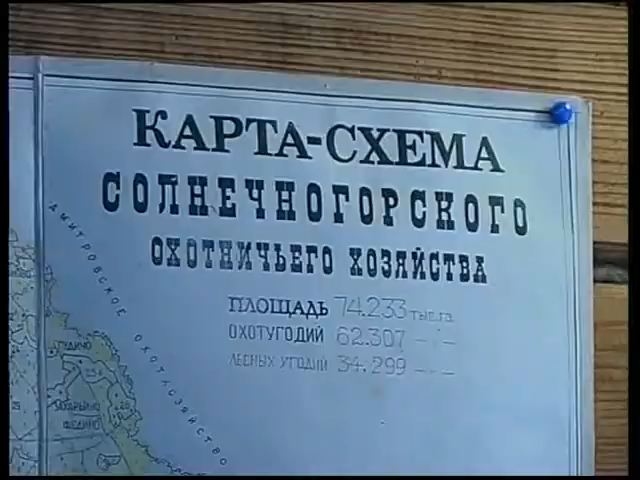 КАРТА-СХЕМА
СОЛНЕЧНОГОРСКОГО
ОХОТНИЧЬЕГО ХОЗЯЙСТВА
ПЛОЩАДЬ 74.233 тыс.га
ОХОТУГОДИЙ 62.307 –·–
ЛЕСНЫХ УГОДИЙ 34.299 –·–
ДМИТРОВСКОЕ ОХОТХОЗЯЙСТВО
ФЕДИНО